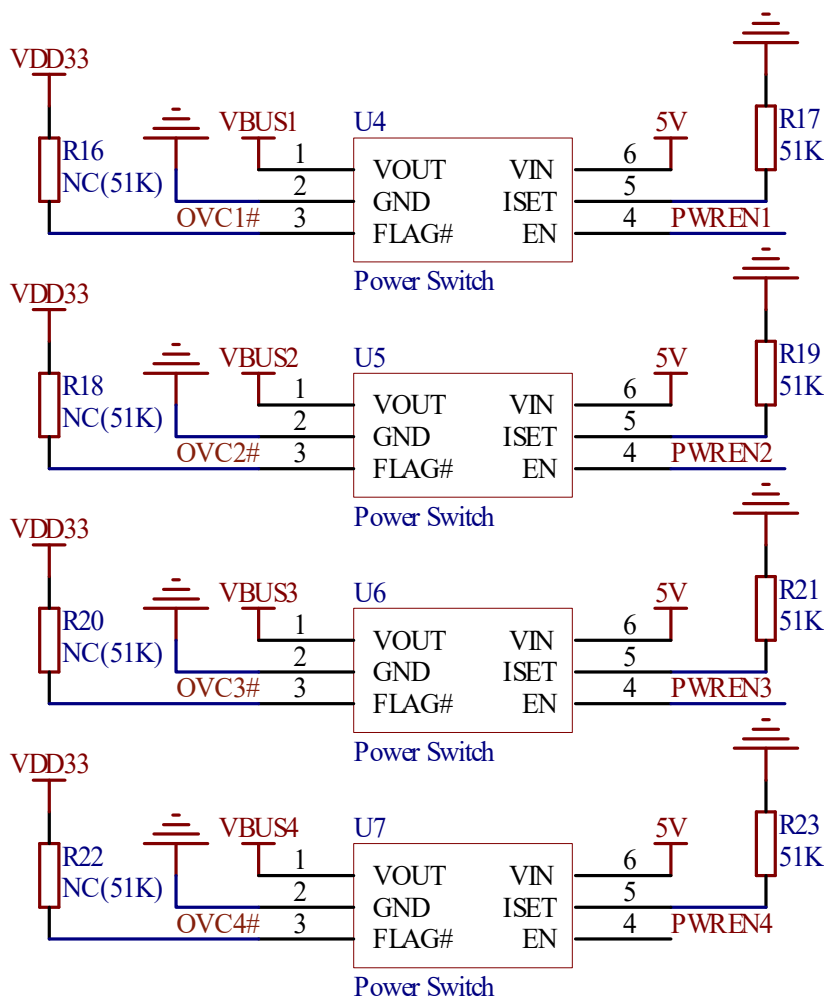 VDD33
R16
NC(51K)
VBUS1
OVC1#
1
2
3
U4
VOUT VIN
GND ISET
FLAG# EN
Power Switch
6
5
4
5V
PWREN1
R17
51K
VDD33
R18
NC(51K)
VBUS2
OVC2#
1
2
3
U5
VOUT VIN
GND ISET
FLAG# EN
Power Switch
6
5
4
5V
PWREN2
R19
51K
VDD33
R20
NC(51K)
VBUS3
OVC3#
1
2
3
U6
VOUT VIN
GND ISET
FLAG# EN
Power Switch
6
5
4
5V
PWREN3
R21
51K
VDD33
R22
NC(51K)
VBUS4
OVC4#
1
2
3
U7
VOUT VIN
GND ISET
FLAG# EN
Power Switch
6
5
4
5V
PWREN4
R23
51K